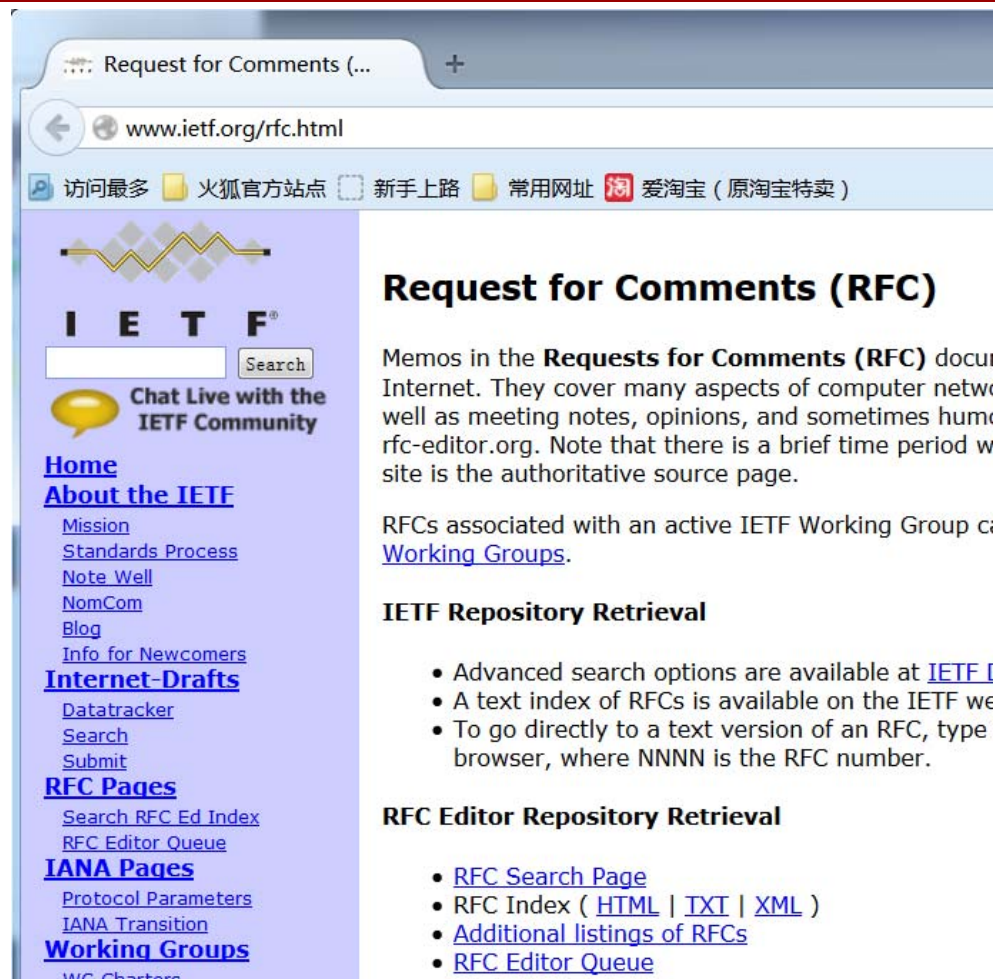 Request for Comments (...
+
www.ietf.org/rfc.html
访问最多 火狐官方站点 新手上路 常用网址 淘 爱淘宝（原淘宝特卖）
I E T F®
Search
Chat Live with the
IETF Community
Home
About the IETF
Mission
Standards Process
Note Well
NomCom
Blog
Info for Newcomers
Internet-Drafts
Datatracker
Search
Submit
RFC Pages
Search RFC Ed Index
RFC Editor Queue
IANA Pages
Protocol Parameters
IANA Transition
Working Groups
WG Charters
Request for Comments (RFC)
Memos in the Requests for Comments (RFC) docu
Internet. They cover many aspects of computer netw
well as meeting notes, opinions, and sometimes hum
rfc-editor.org. Note that there is a brief time period w
site is the authoritative source page.
RFCs associated with an active IETF Working Group ca
Working Groups.
IETF Repository Retrieval
• Advanced search options are available at IETF D
• A text index of RFCs is available on the IETF we
• To go directly to a text version of an RFC, type
browser, where NNNN is the RFC number.
RFC Editor Repository Retrieval
• RFC Search Page
• RFC Index ( HTML | TXT | XML )
• Additional listings of RFCs
• RFC Editor Queue